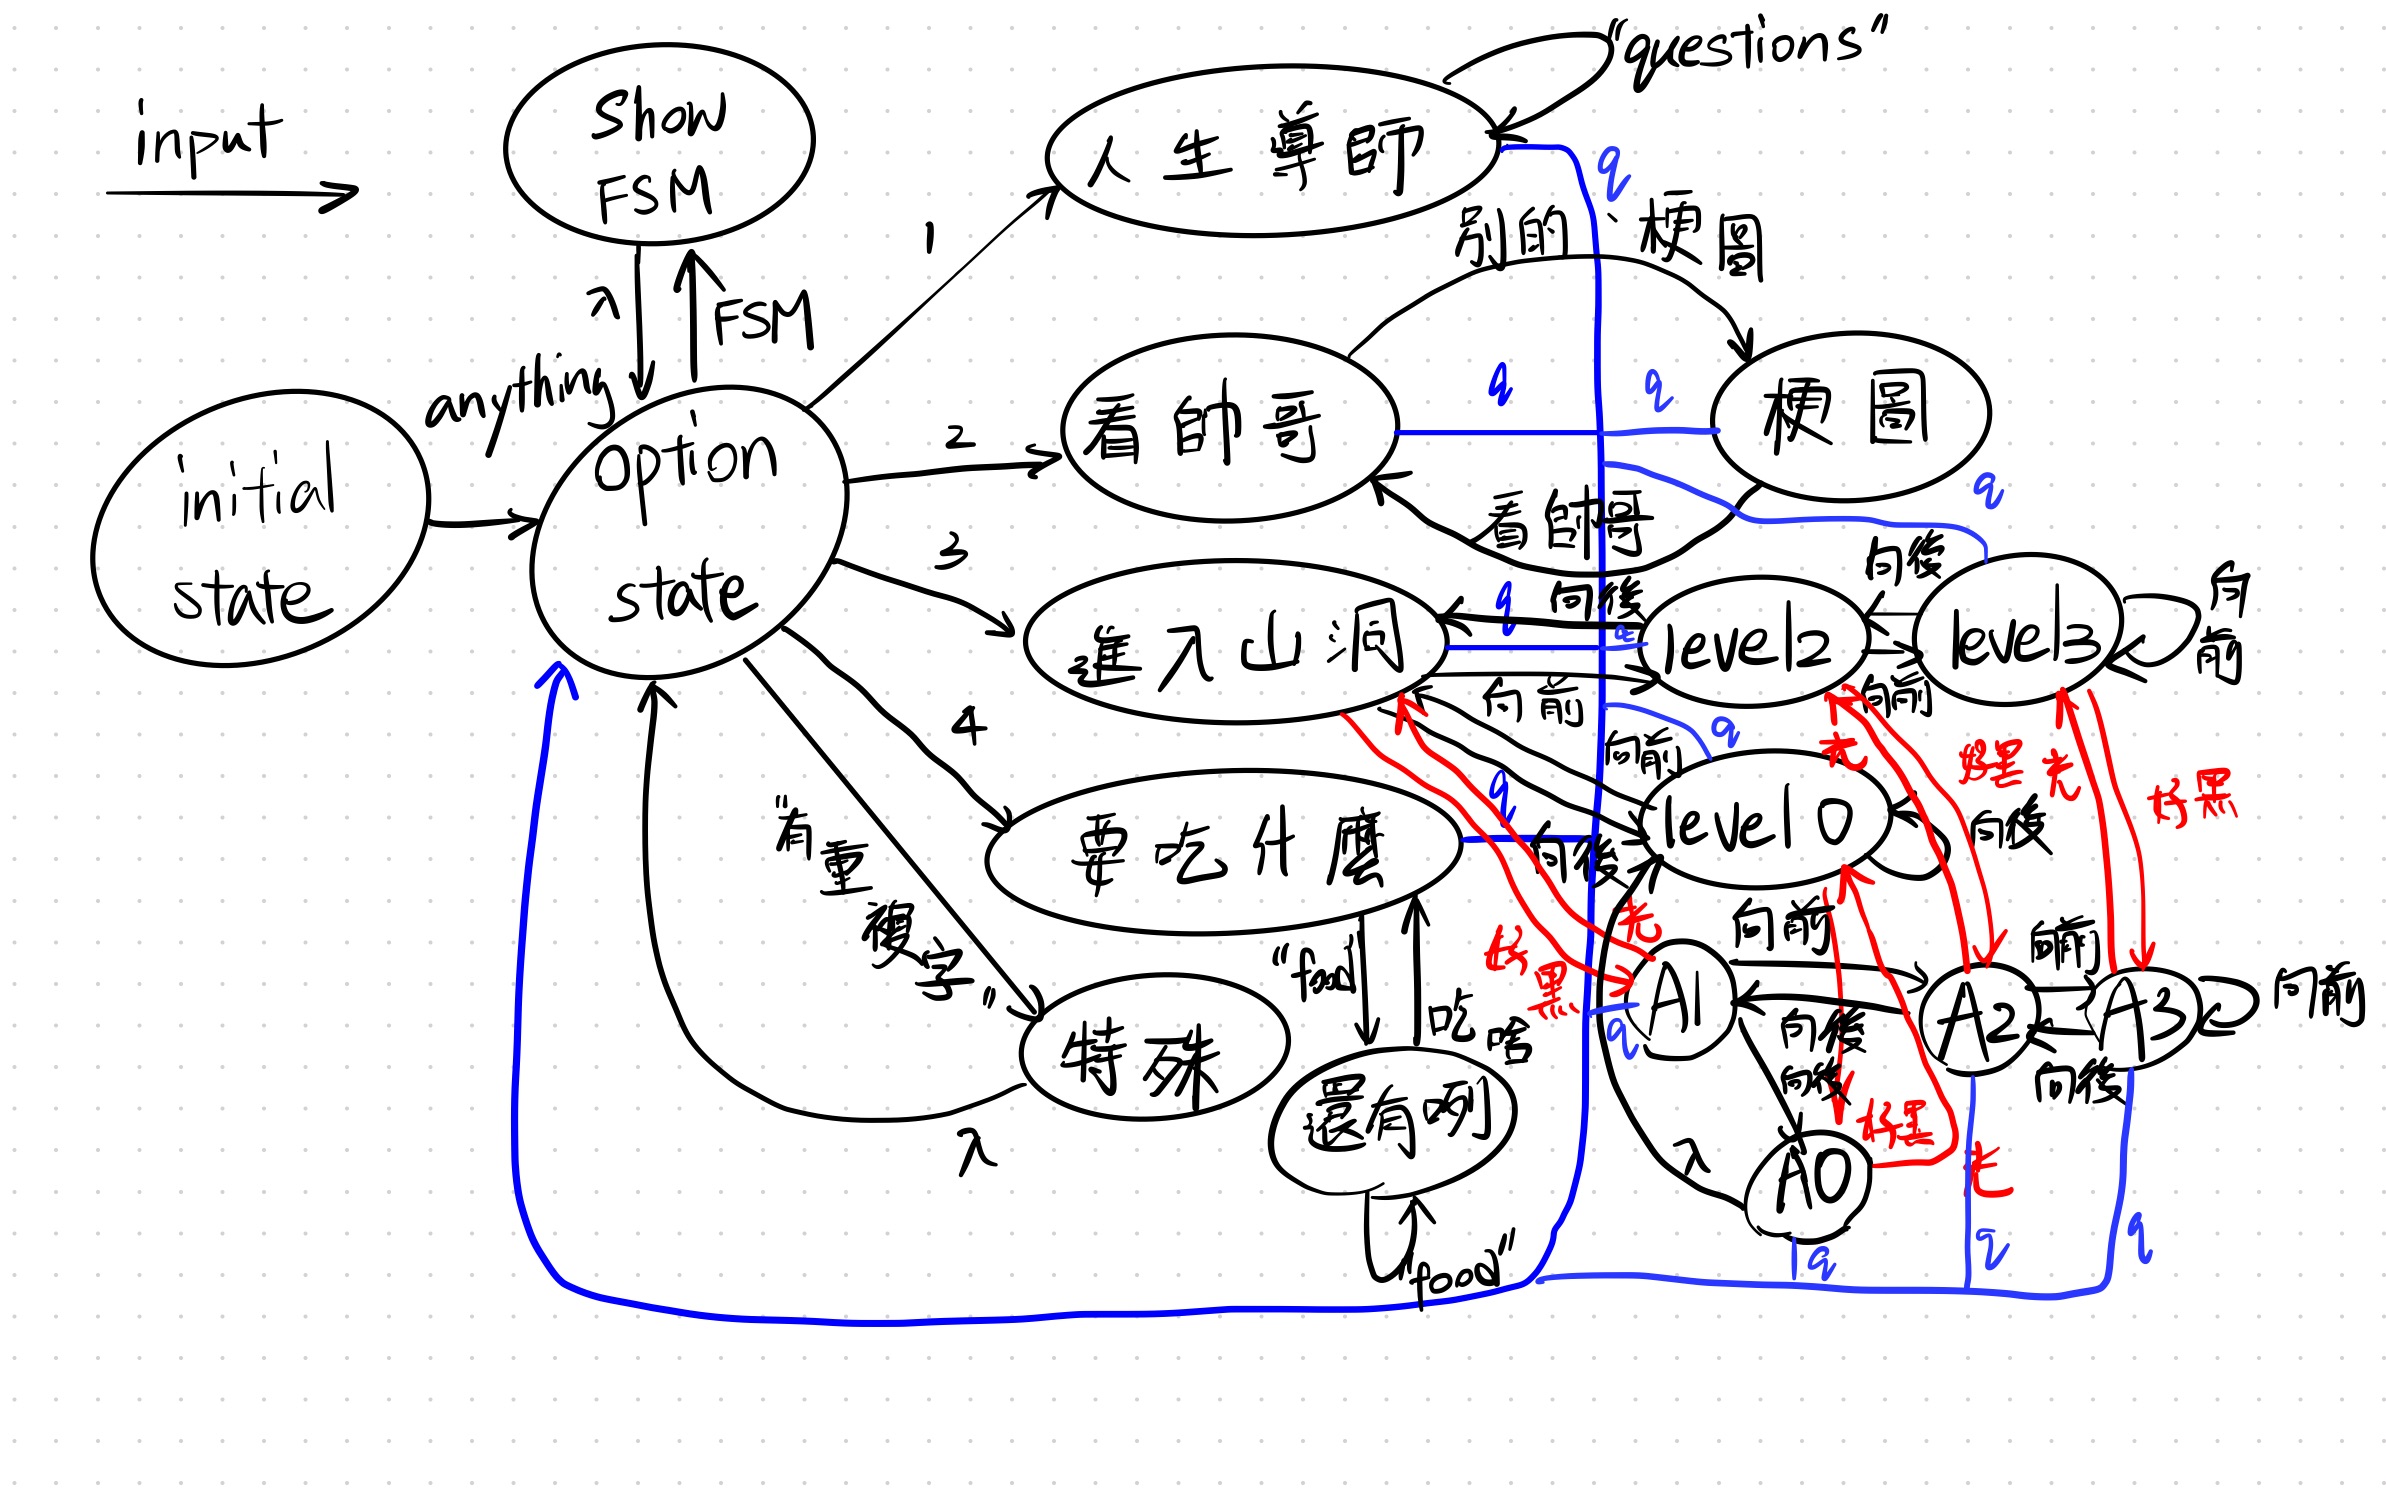 input
show
FSM
λ
FSM
anything
initial
state
option
state
1
2
3
4
"有重複字"
λ
人生導師
"questions"
q
別的、梗圖
看帥哥
q
q
梗圖
看帥哥
q
進入山洞
q
向後
q
level2
向後
向前
level3
向前
向前
q
向前
level0
向後
向後
光
好黑
光
好黑
要吃什麼
q
"food"
吃啥
還有咧
"food"
特殊
好黑
光
A1
q
向前
向後
向後
A2
向前
向後
A3
向前
好黑
光
λ
A0
q
q
q